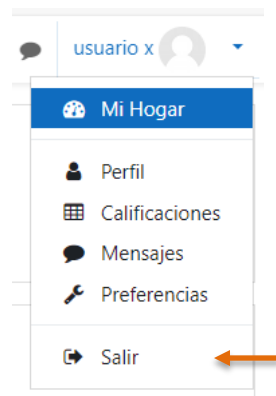 usuario x
Mi Hogar
Perfil
Calificaciones
Mensajes
Preferencias
Salir